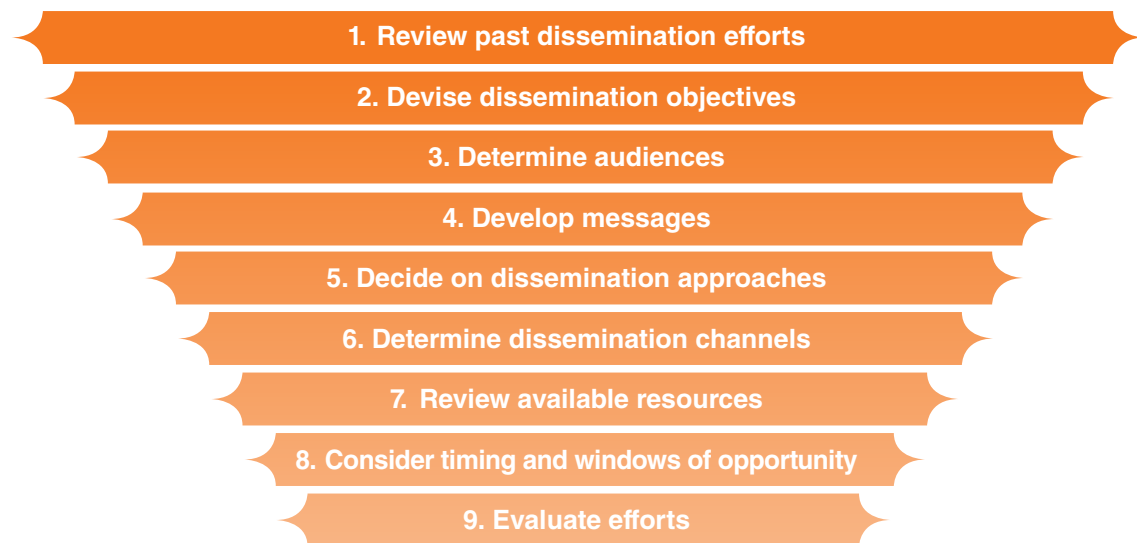 1. Review past dissemination efforts
2. Devise dissemination objectives
3. Determine audiences
4. Develop messages
5. Decide on dissemination approaches
6. Determine dissemination channels
7. Review available resources
8. Consider timing and windows of opportunity
9. Evaluate efforts